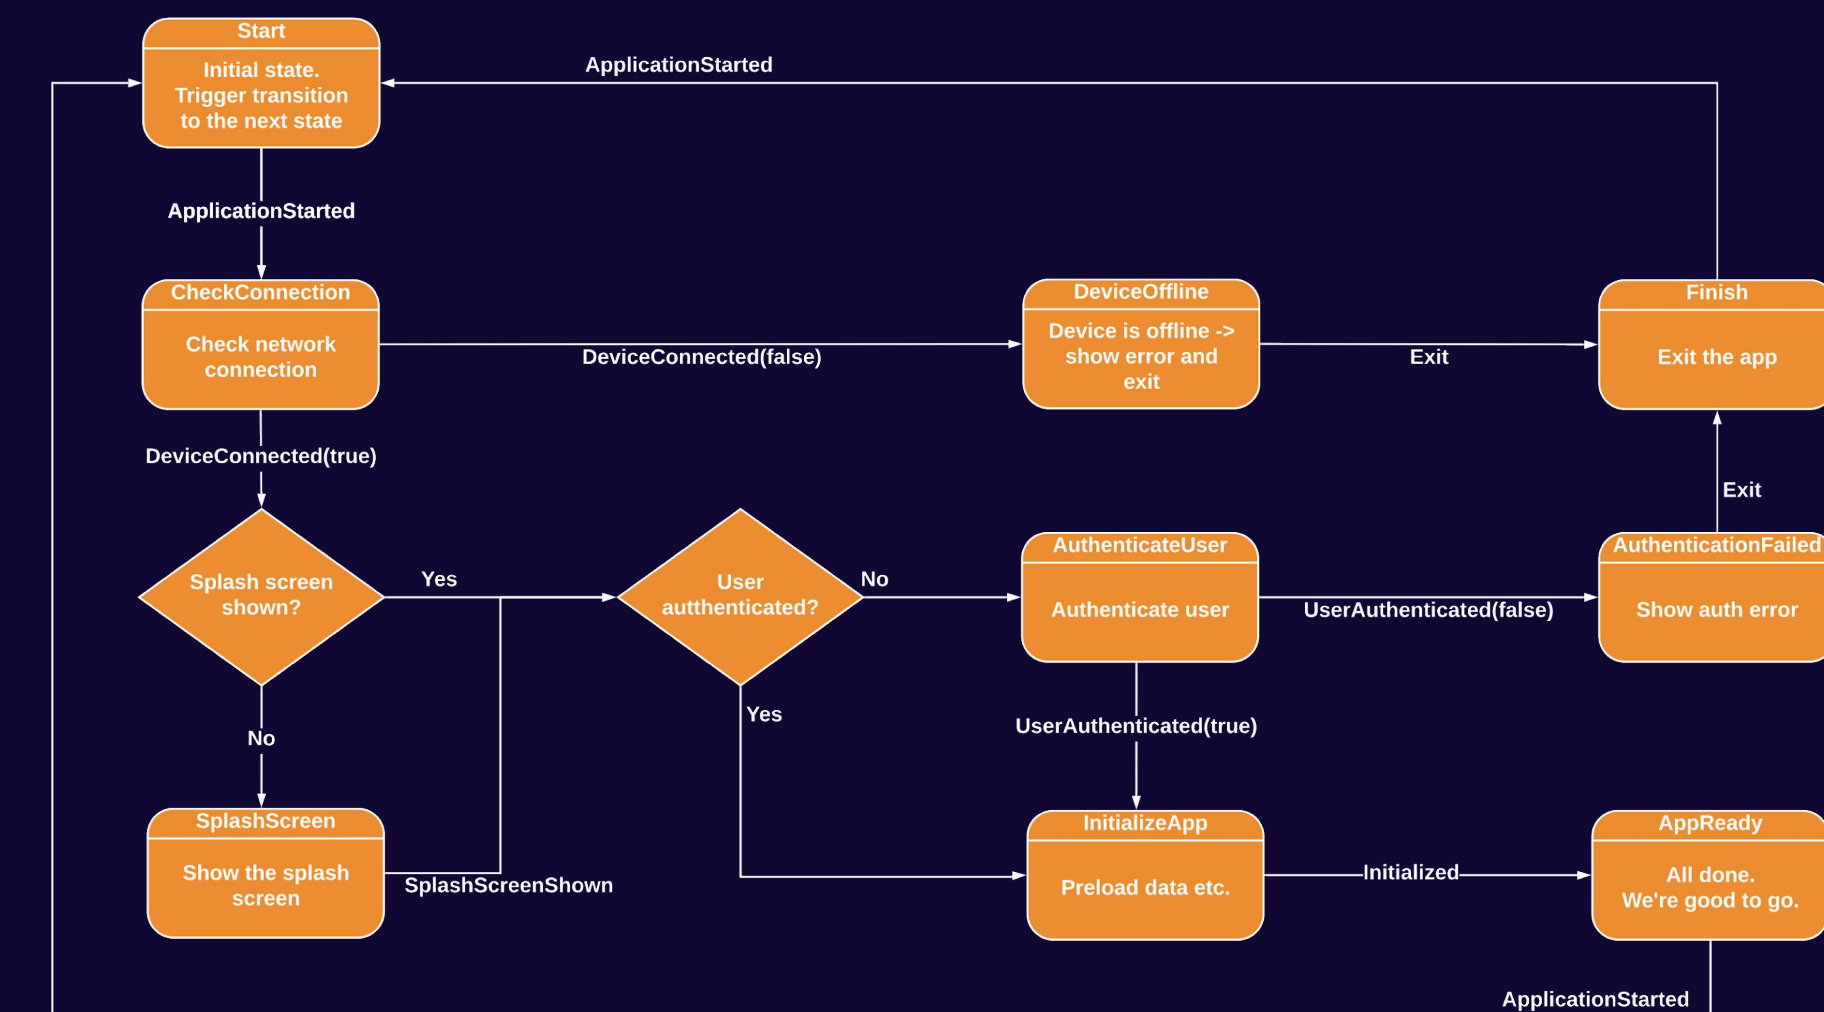 Start
Initial state.
Trigger transition
to the next state
ApplicationStarted
ApplicationStarted
CheckConnection
Check network
connection
DeviceConnected(false)
DeviceOffline
Device is offline ->
show error and
exit
Exit
Finish
Exit the app
DeviceConnected(true)
Exit
Splash screen
shown?
Yes
User
autthenticated?
No
AuthenticateUser
Authenticate user
UserAuthenticated(false)
AuthenticationFailed
Show auth error
No
Yes
UserAuthenticated(true)
SplashScreen
Show the splash
screen
SplashScreenShown
InitializeApp
Preload data etc.
Initialized
AppReady
All done.
We're good to go.
ApplicationStarted